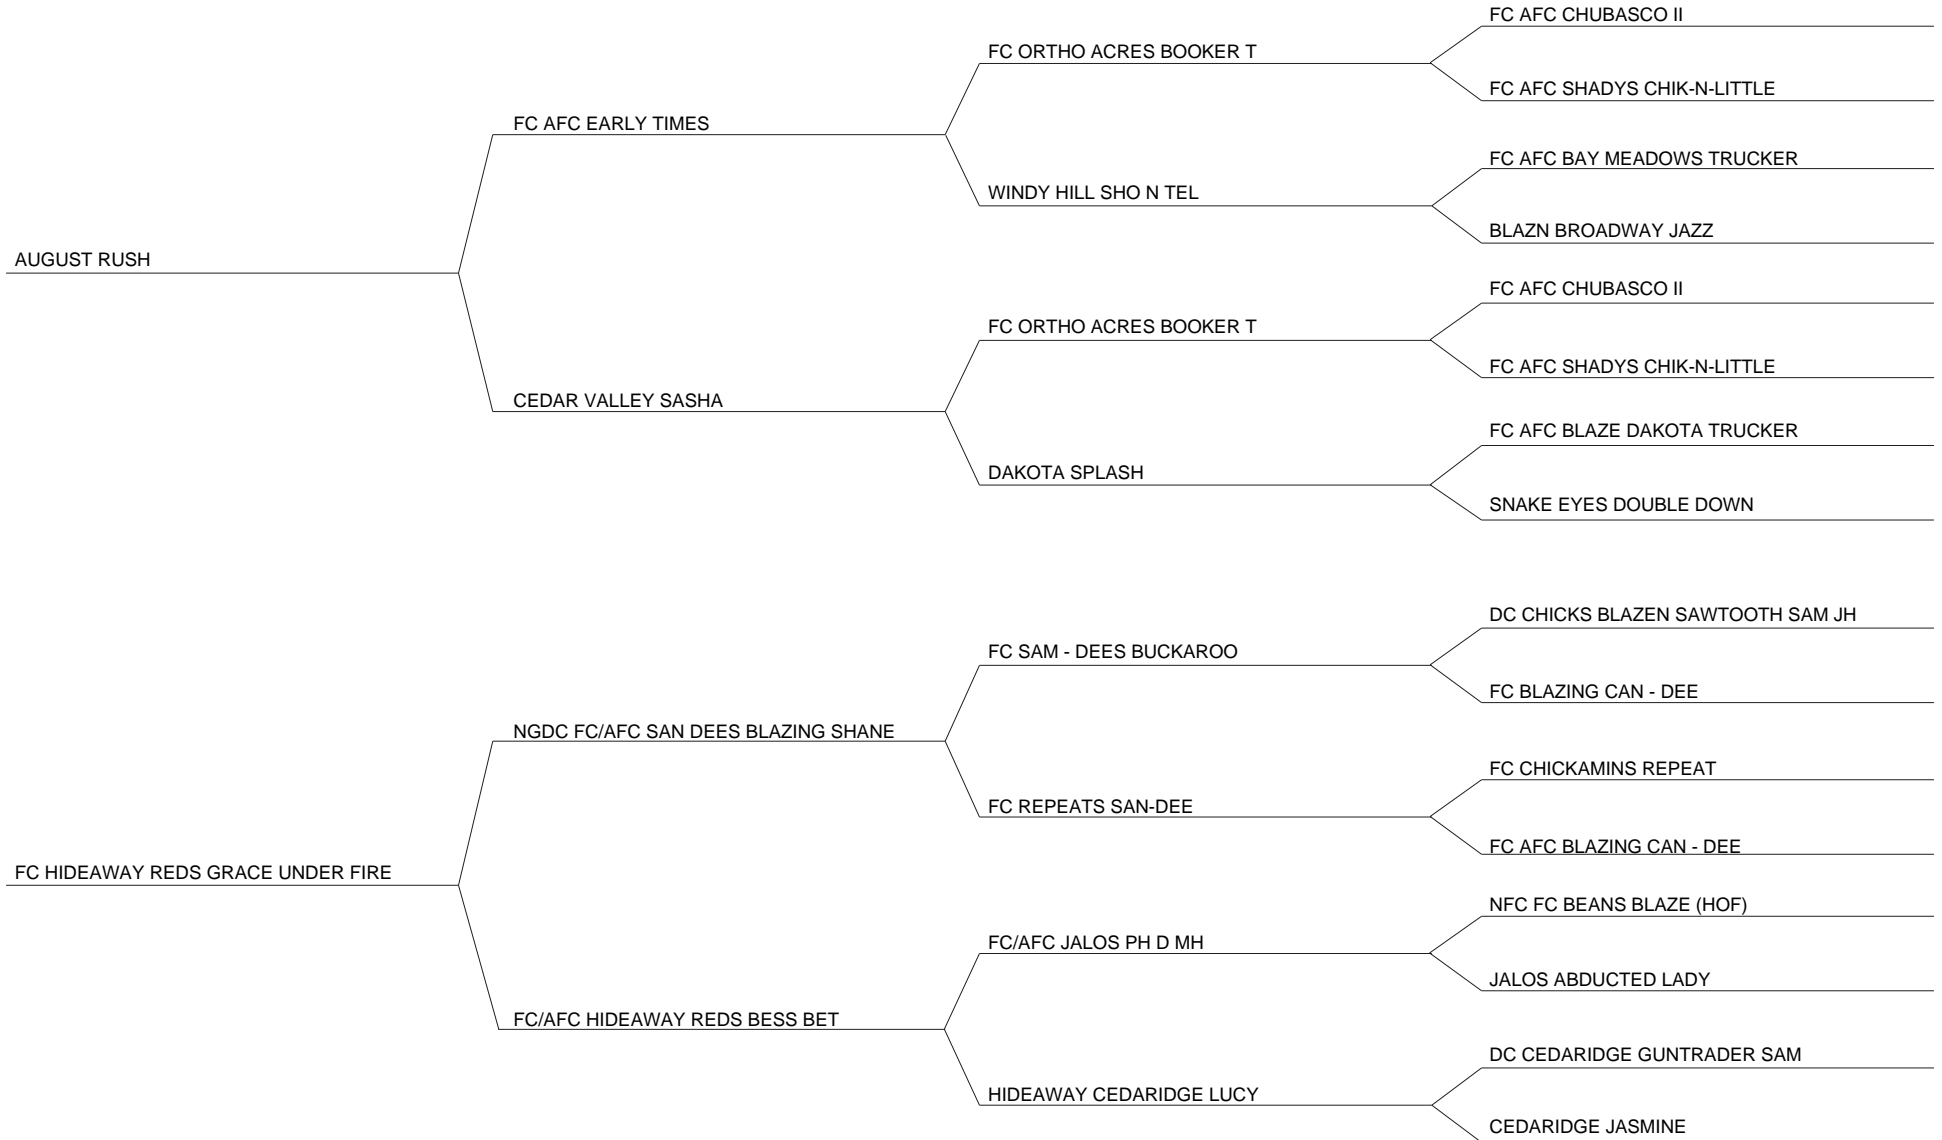 FC AFC CHUBASCO II
FC ORTHO ACRES BOOKER T
FC AFC SHADYS CHIK-N-LITTLE
FC AFC EARLY TIMES
FC AFC BAY MEADOWS TRUCKER
WINDY HILL SHO N TEL
BLAZN BROADWAY JAZZ
AUGUST RUSH
FC AFC CHUBASCO II
FC ORTHO ACRES BOOKER T
FC AFC SHADYS CHIK-N-LITTLE
CEDAR VALLEY SASHA
FC AFC BLAZE DAKOTA TRUCKER
DAKOTA SPLASH
SNAKE EYES DOUBLE DOWN
DC CHICKS BLAZEN SAWTOOTH SAM JH
FC SAM - DEES BUCKAROO
FC BLAZING CAN - DEE
NGDC FC/AFC SAN DEES BLAZING SHANE
FC CHICKAMINS REPEAT
FC REPEATS SAN-DEE
FC AFC BLAZING CAN - DEE
FC HIDEAWAY REDS GRACE UNDER FIRE
NFC FC BEANS BLAZE (HOF)
FC/AFC JALOS PH D MH
JALOS ABDUCTED LADY
FC/AFC HIDEAWAY REDS BESS BET
DC CEDARIDGE GUNTRADER SAM
HIDEAWAY CEDARIDGE LUCY
CEDARIDGE JASMINE